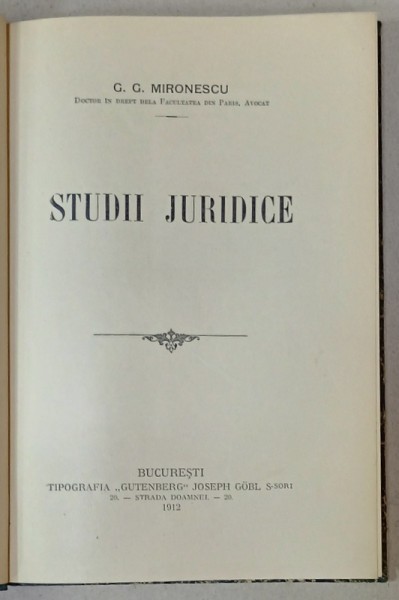 G. G. MIRONESCU
DOCTOR ÎN DREPT DELA FACULTATEA DIN PARIS, AVOCAT
STUDII JURIDICE
BUCUREȘTI
TIPOGRAFIA „GUTENBERG“ JOSEPH GÖBL S-SORI
20. — STRADA DOAMNEI. — 20.
1912